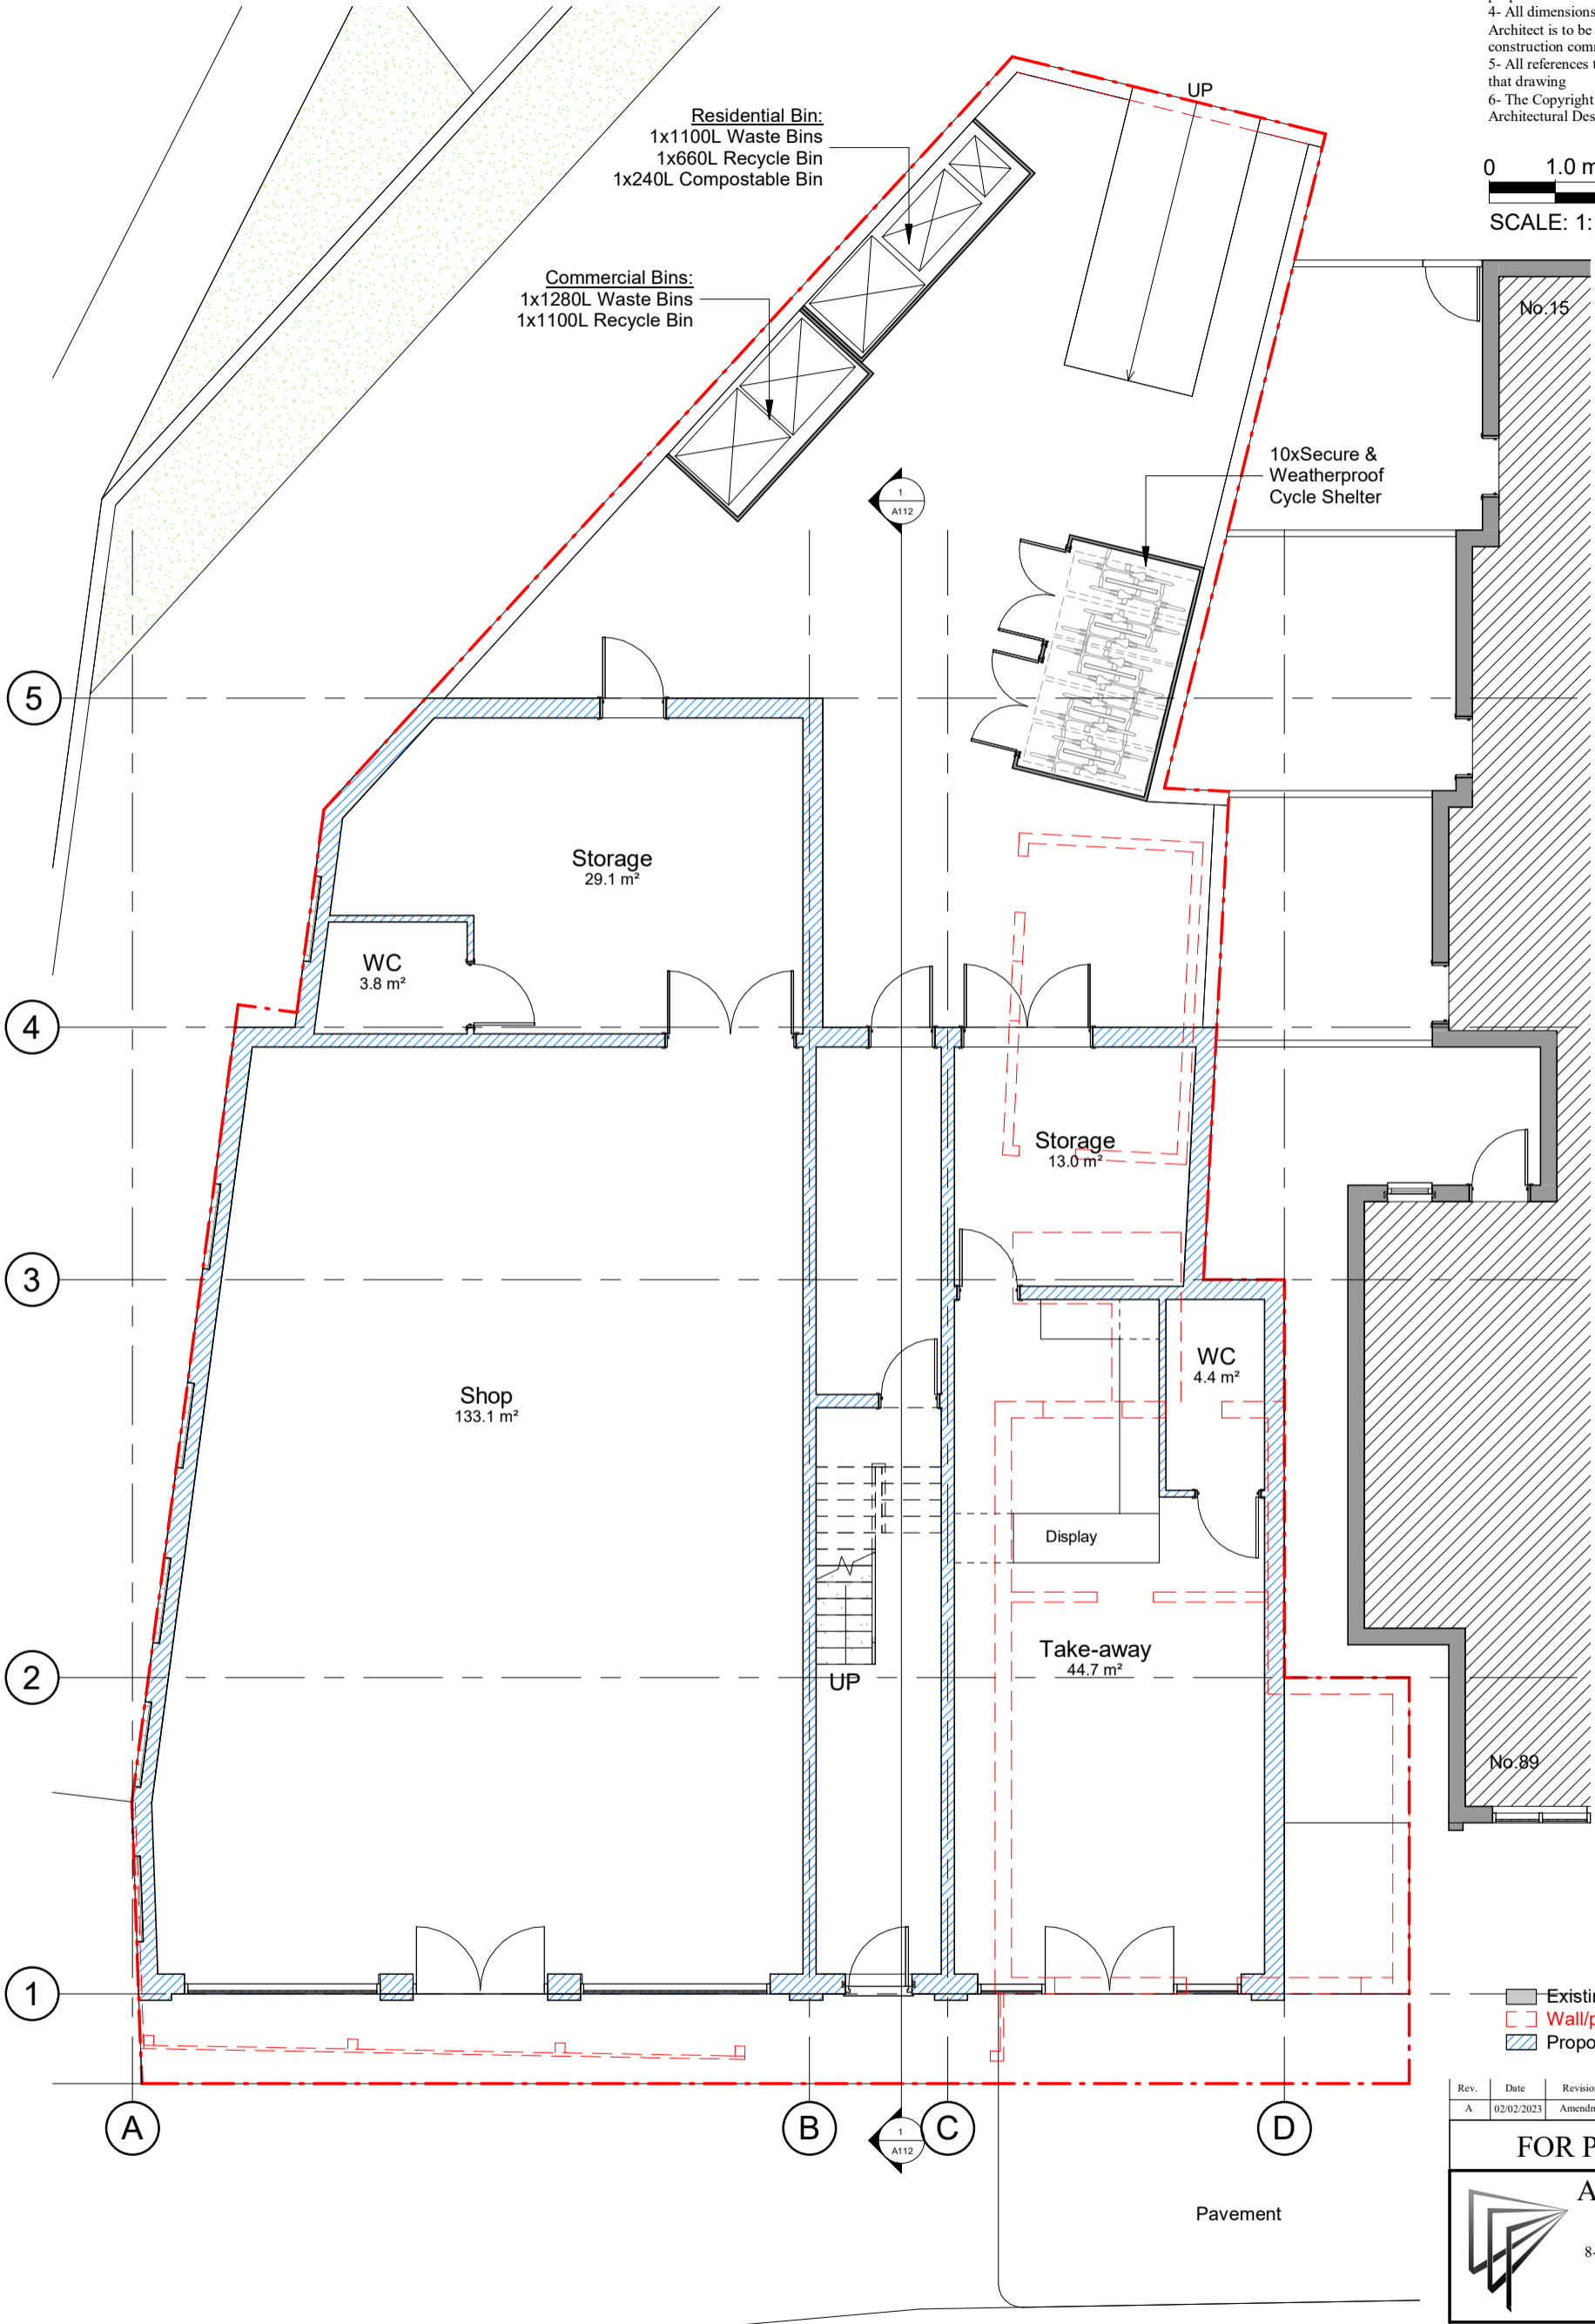 4- All dimensions
Architect is to be
construction com
5- All references t
that drawing
6- The Copyright
Architectural Des
UP
Residential Bin:
1x1100L Waste Bins
1x660L Recycle Bin
1x240L Compostable Bin
0 1.0 m
SCALE: 1:
Commercial Bins:
1x1280L Waste Bins
1x1100L Recycle Bin
No.15
10xSecure &
Weatherproof
Cycle Shelter
1
A112
5
Storage
29.1 m²
WC
3.8 m²
4
Storage
13.0 m²
3
WC
4.4 m²
Shop
133.1 m²
Display
Take-away
44.7 m²
2
UP
No.89
1
Existi
Wall/p
Propo
A
B
1
A112
C
D
Rev. Date Revision
A 02/02/2023 Amendm
FOR P
A
8-
Pavement